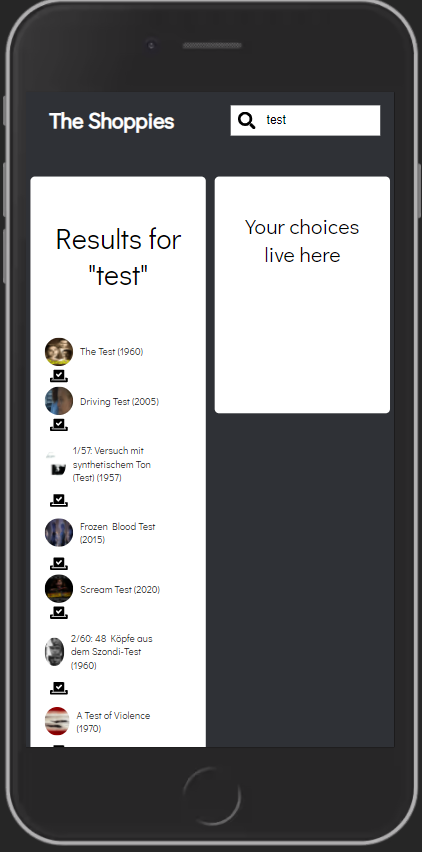 The Shoppies
test
Results for
"test"
The Test (1960)
Driving Test (2005)
1/57: Versuch mit
synthetischem Ton
(Test) (1957)
Frozen Blood Test
(2015)
Scream Test (2020)
2/60: 48 Köpfe aus
dem Szondi-Test
(1960)
A Test of Violence
(1970)
Your choices
live here